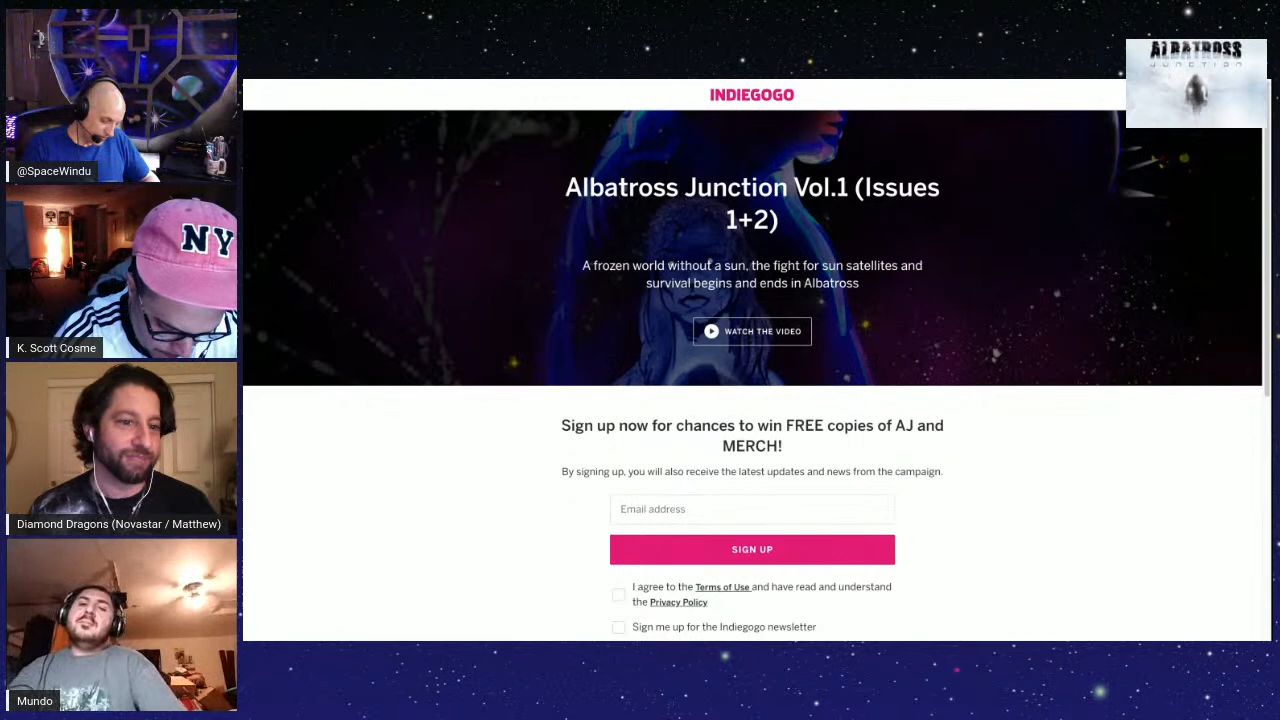 @SpaceWindu
NY
K. Scott Cosme
Diamond Dragons (Novastar / Matthew)
Mundo
INDIEGOGO
Albatross Junction Vol.1 (Issues
1+2)
A frozen world without a sun, the fight for sun satellites and
survival begins and ends in Albatross
WATCH THE VIDEO
Sign up now for chances to win FREE copies of AJ and
MERCH!
By signing up, you will also receive the latest updates and news from the campaign.
Email address
SIGN UP
I agree to the Terms of Use and have read and understand
the Privacy Policy
Sign me up for the Indiegogo newsletter
ALBATROSS
JUNCTION